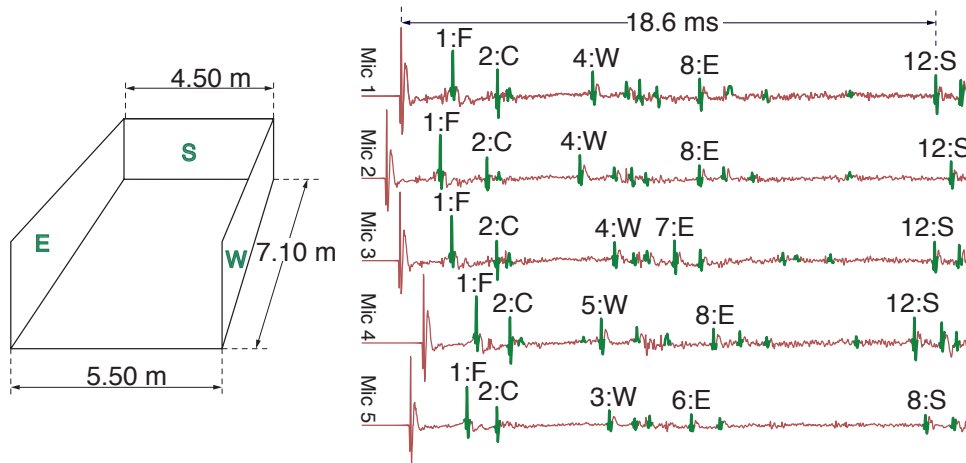 4.50 m
S
E
W
7.10 m
5.50 m
18.6 ms
Mic 1
1:F
2:C
4:W
8:E
12:S
Mic 2
1:F
2:C
4:W
8:E
12:S
Mic 3
1:F
2:C
4:W
7:E
12:S
Mic 4
1:F
2:C
5:W
8:E
12:S
Mic 5
1:F
2:C
3:W
6:E
8:S